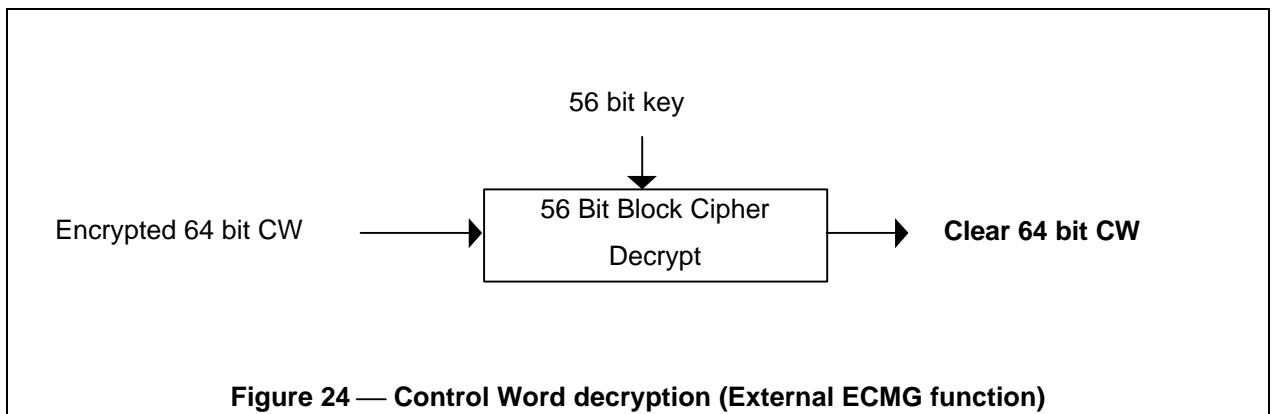 56 bit key
56 Bit Block Cipher
Decrypt
Encrypted 64 bit CW
Clear 64 bit CW
Figure 24 — Control Word decryption (External ECMG function)